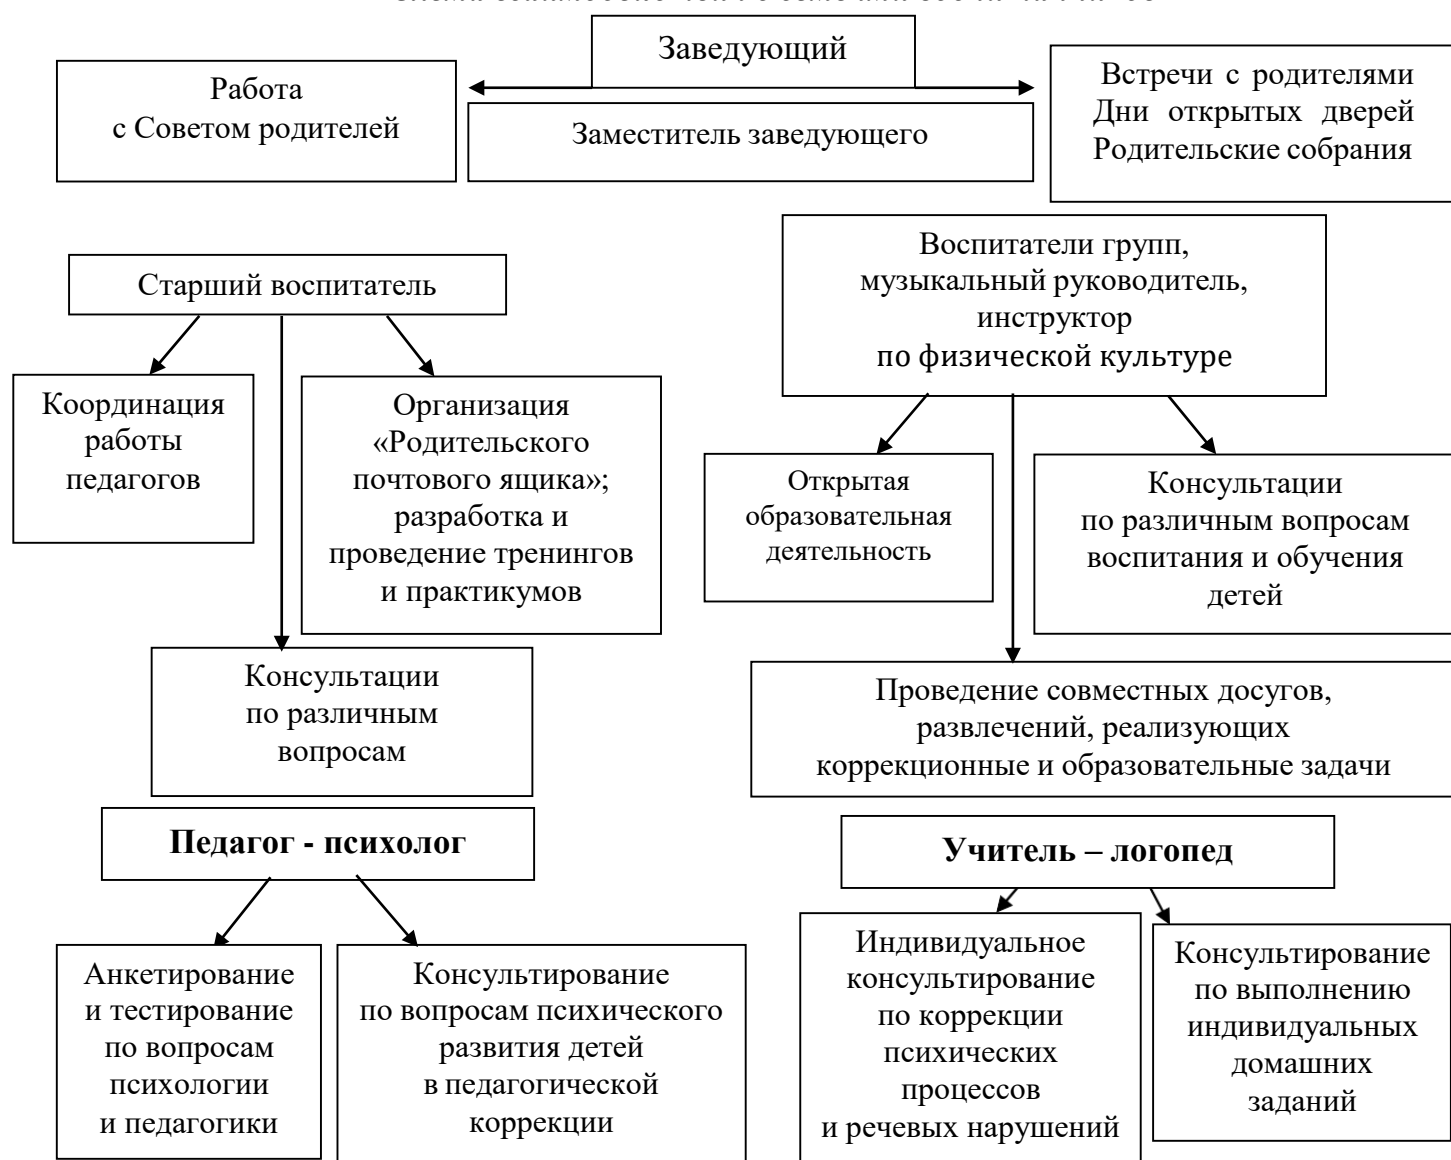 Заведующий
Работа
с Советом родителей
Заместитель заведующего
Встречи с родителями
Дни открытых дверей
Родительские собрания
Старший воспитатель
Воспитатели групп,
музыкальный руководитель,
инструктор
по физической культуре
Координация
работы
педагогов
Организация
«Родительского
почтового ящика»;
разработка и
проведение тренингов
и практикумов
Открытая
образовательная
деятельность
Консультации
по различным вопросам
воспитания и обучения
детей
Консультации
по различным
вопросам
Проведение совместных досугов,
развлечений, реализующих
коррекционные и образовательные задачи
Педагог - психолог
Учитель – логопед
Анкетирование
и тестирование
по вопросам
психологии
и педагогики
Консультирование
по вопросам психического
развития детей
в педагогической
коррекции
Индивидуальное
консультирование
по коррекции
психических
процессов
и речевых нарушений
Консультирование
по выполнению
индивидуальных
домашних
заданий